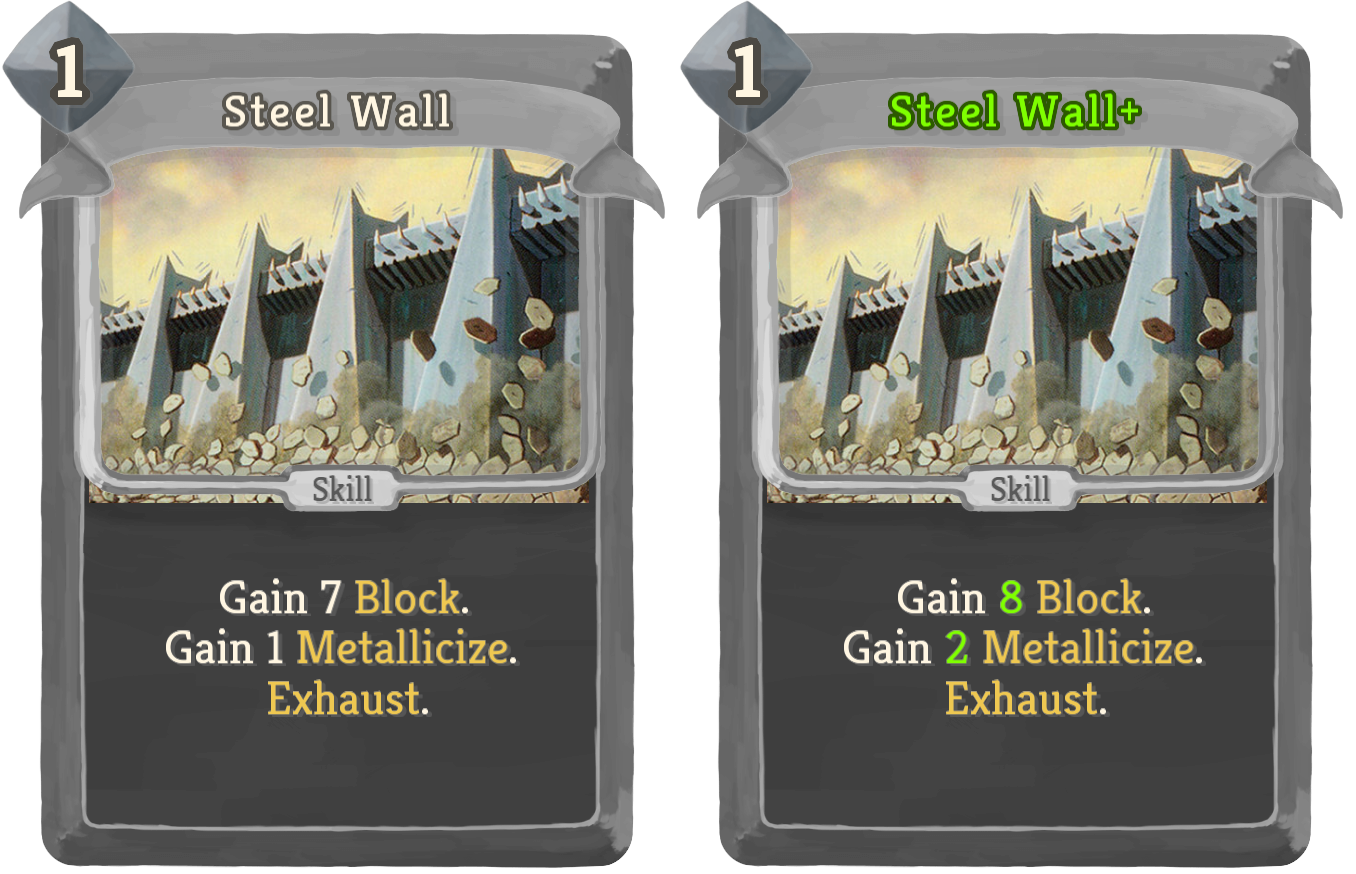 1
Steel Wall
Skill
Gain 7 Block.
Gain 1 Metallicize.
Exhaust.
1
Steel Wall+
Skill
Gain 8 Block.
Gain 2 Metallicize.
Exhaust.